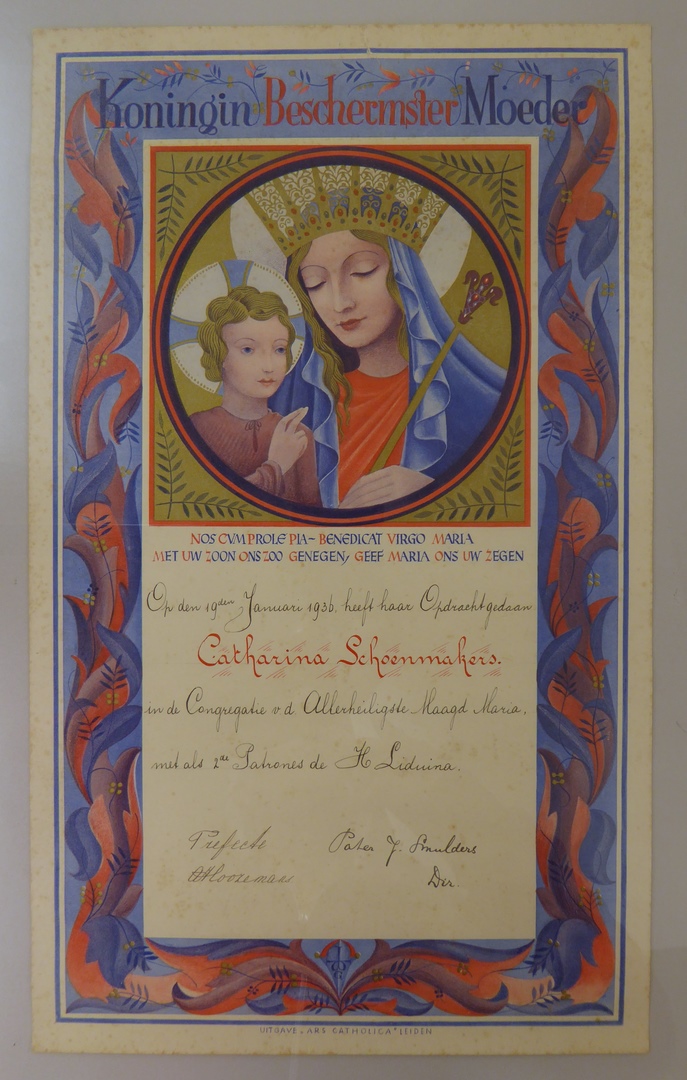 Koningin Beschermster Moeder
NOS CVM PROLE PIA~ BENEDICAT VIRGO MARIA
MET UW ZOON ONS ZOO GENEGEN, GEEF MARIA ONS UW ZEGEN
Op den 19den Januari 1936. heeft haar Opdracht gedaan
Catharina Schoenmakers.
in de Congregatie v.d. Allerheiligste Maagd Maria,
met als 2de Patrones de H Liduina.
Prefecte Pater J. Smulders
Dir.
UITGAVE "ARS CATHOLICA" LEIDEN